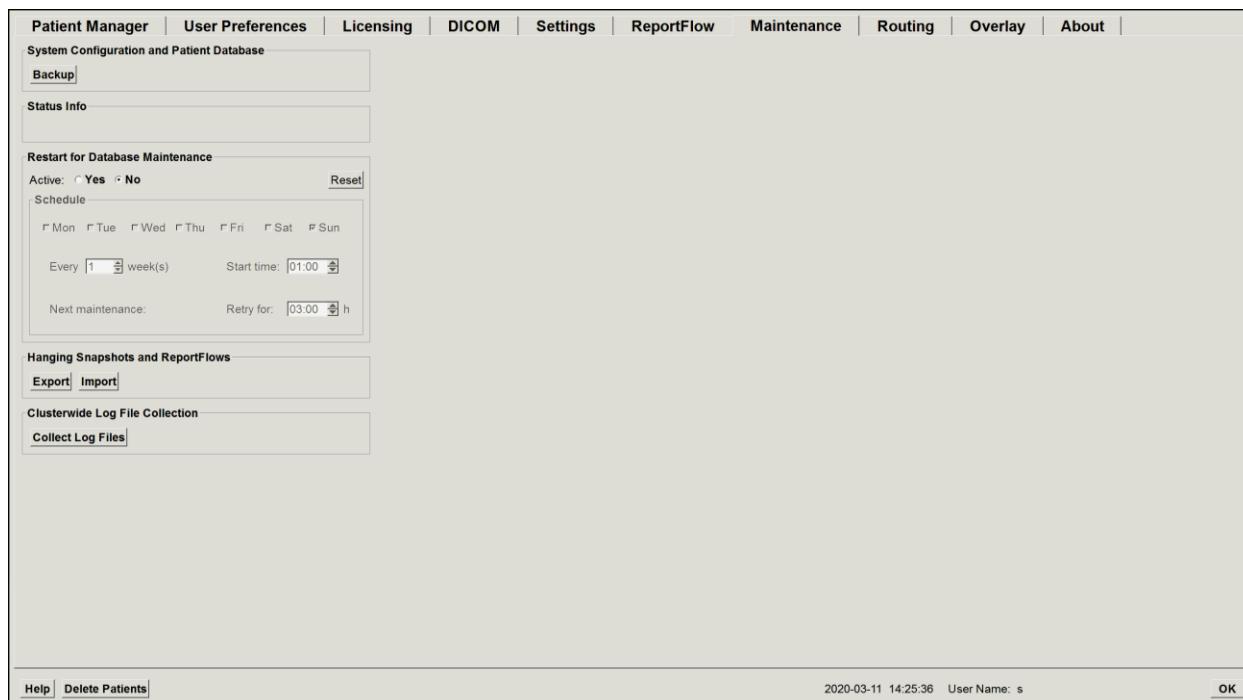 Patient Manager User Preferences Licensing DICOM Settings ReportFlow Maintenance Routing Overlay About
System Configuration and Patient Database
Backup
Status Info
Restart for Database Maintenance
Active: Yes No Reset
Schedule
Mon Tue Wed Thu Fri Sat Sun
Every 1 week(s) Start time: 01:00
Next maintenance: Retry for: 03:00 h
Hanging Snapshots and ReportFlows
Export Import
Clusterwide Log File Collection
Collect Log Files
Help Delete Patients 2020-03-11 14:25:36 User Name: s OK